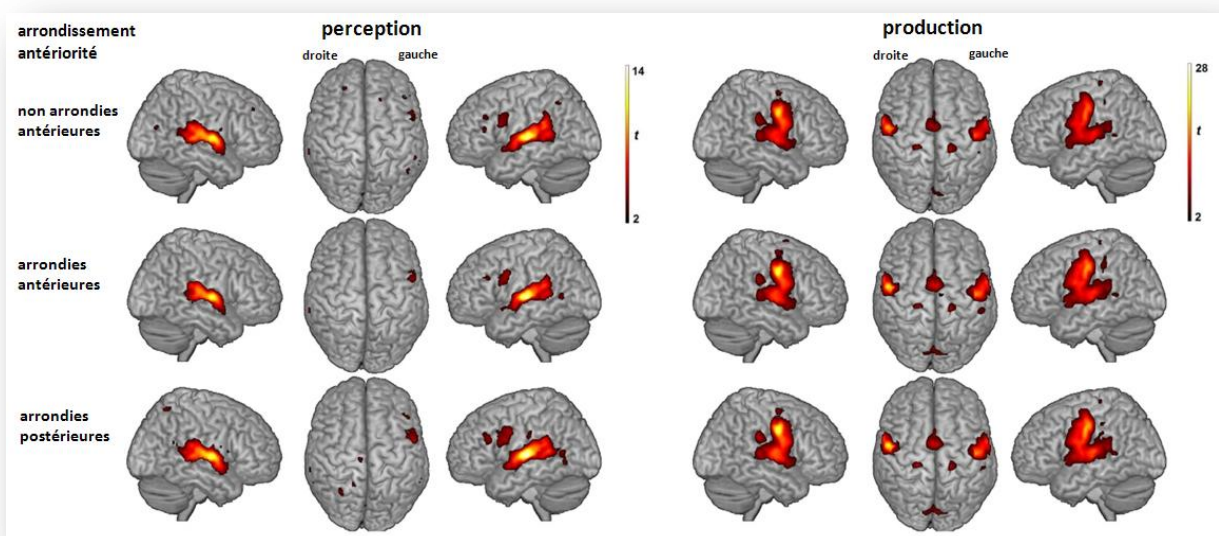 arrondissement
antériorité
perception
production
droite
gauche
droite
gauche
14
t
2
28
t
2
non arrondies
antérieures
arrondies
antérieures
arrondies
postérieures